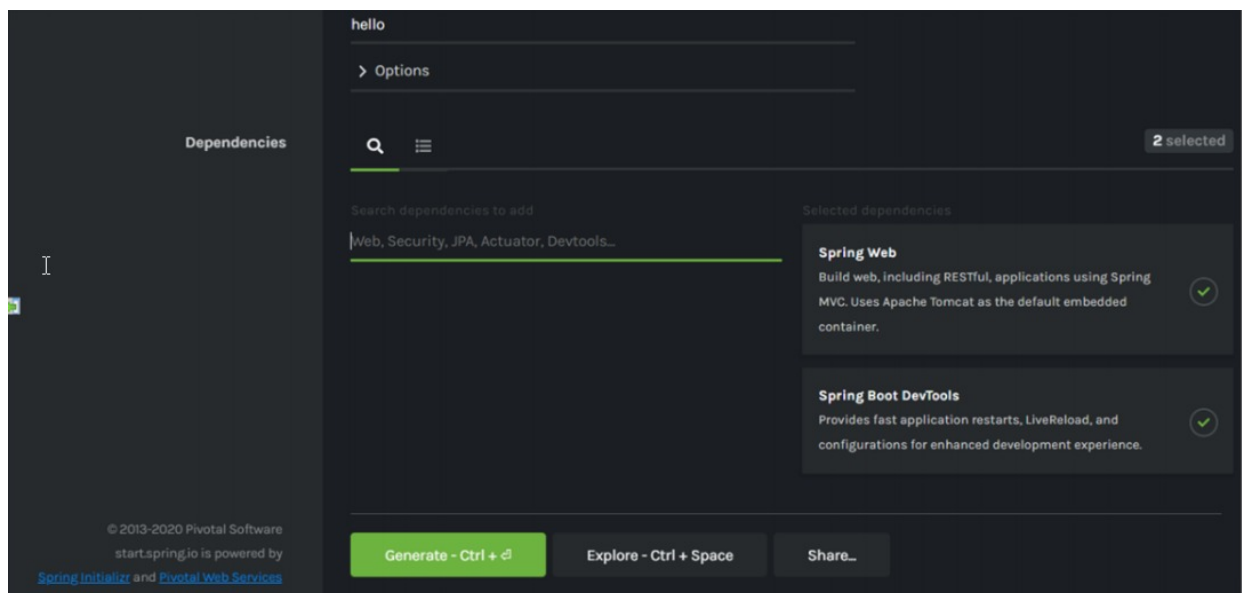 hello
Options
Dependencies
2 selected
Search dependencies to add
Web, Security, JPA, Actuator, Devtools...
Selected dependencies
Spring Web
Build web, including RESTful, applications using Spring
MVC. Uses Apache Tomcat as the default embedded
container.
Spring Boot DevTools
Provides fast application restarts, LiveReload, and
configurations for enhanced development experience.
© 2013-2020 Pivotal Software
start.spring.io is powered by
Spring Initializr and Pivotal Web Services
Generate - Ctrl + ⏎
Explore - Ctrl + Space
Share...